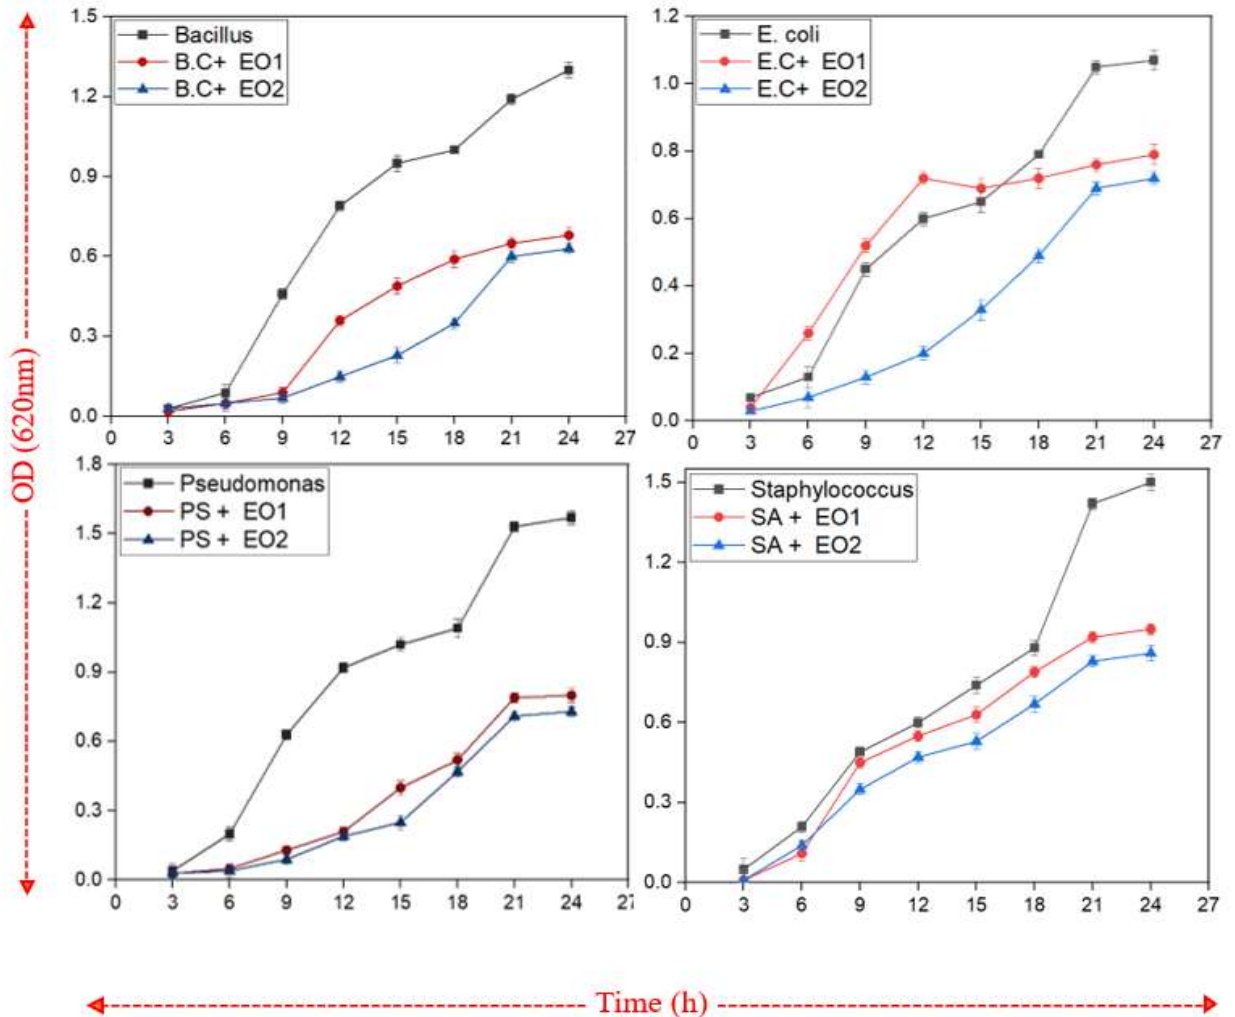 OD (620nm)
1.5
1.2
0.9
0.6
0.3
0.0
Bacillus
B.C+ EO1
B.C+ EO2
0 3 6 9 12 15 18 21 24 27
1.2
1.0
0.8
0.6
0.4
0.2
0.0
E. coli
E.C+ EO1
E.C+ EO2
0 3 6 9 12 15 18 21 24 27
1.8
1.5
1.2
0.9
0.6
0.3
0.0
Pseudomonas
PS + EO1
PS + EO2
0 3 6 9 12 15 18 21 24 27
1.5
1.2
0.9
0.6
0.3
0.0
Staphylococcus
SA + EO1
SA + EO2
0 3 6 9 12 15 18 21 24 27
Time (h)